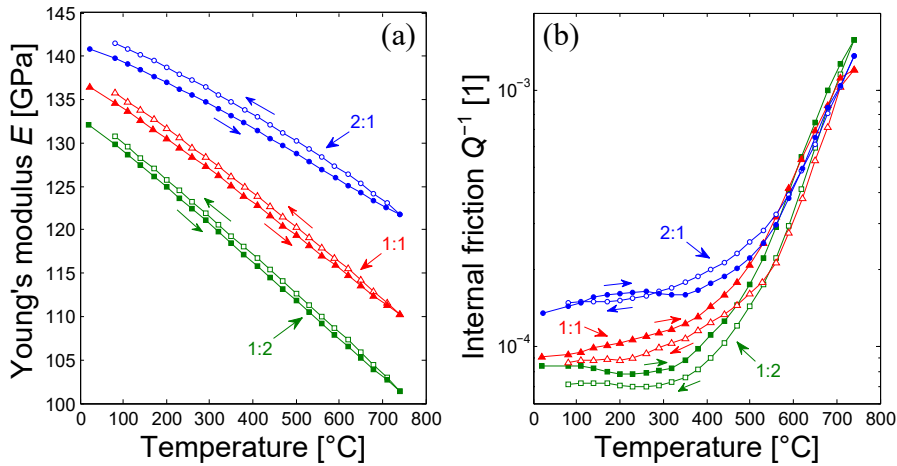 (a)
Young's modulus E [GPa]
145
140
135
130
125
120
115
110
105
100
2:1
1:1
1:2
0 100 200 300 400 500 600 700 800
Temperature [°C]
(b)
Internal friction Q⁻¹ [1]
10⁻³
10⁻⁴
2:1
1:1
1:2
0 100 200 300 400 500 600 700 800
Temperature [°C]